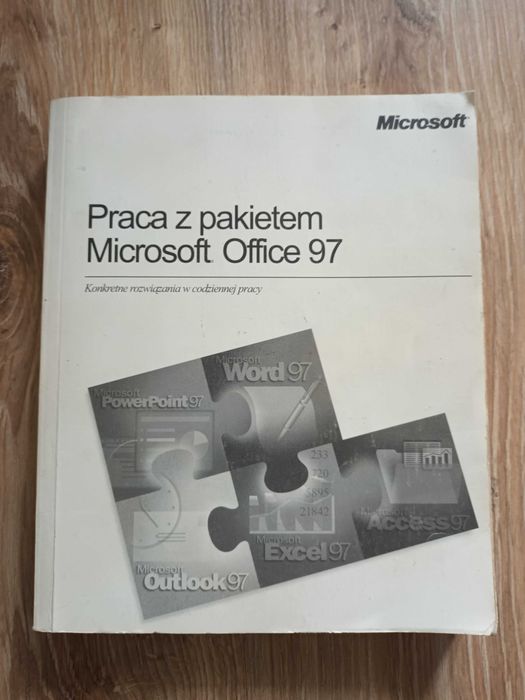 Microsoft
Praca z pakietem
Microsoft Office 97
Konkretne rozwiązania w codziennej pracy
Microsoft
Word 97
Microsoft
PowerPoint 97
233
720
5895
21842
Microsoft
Access 97
Microsoft
Excel 97
Microsoft
Outlook 97